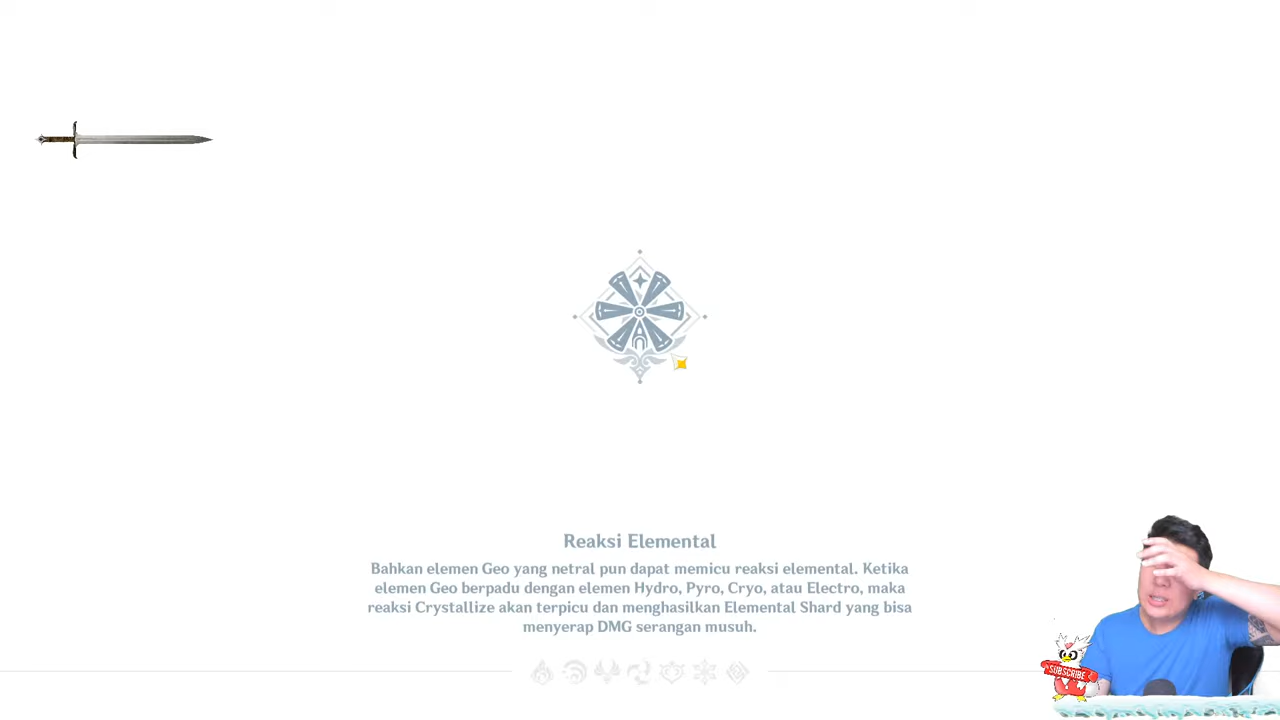 Reaksi Elemental
Bahkan elemen Geo yang netral pun dapat memicu reaksi elemental. Ketika
elemen Geo berpadu dengan elemen Hydro, Pyro, Cryo, atau Electro, maka
reaksi Crystallize akan terpicu dan menghasilkan Elemental Shard yang bisa
menyerap DMG serangan musuh.
SUBSCRIBE